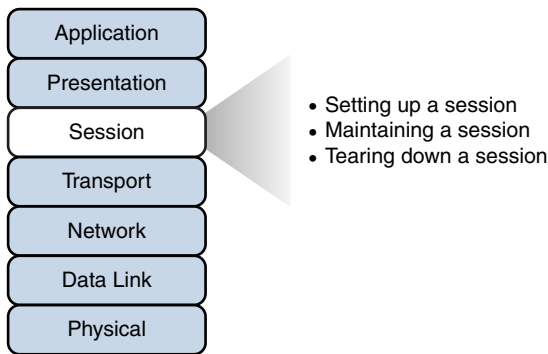 Application
Presentation
Session
Transport
Network
Data Link
Physical
• Setting up a session
• Maintaining a session
• Tearing down a session